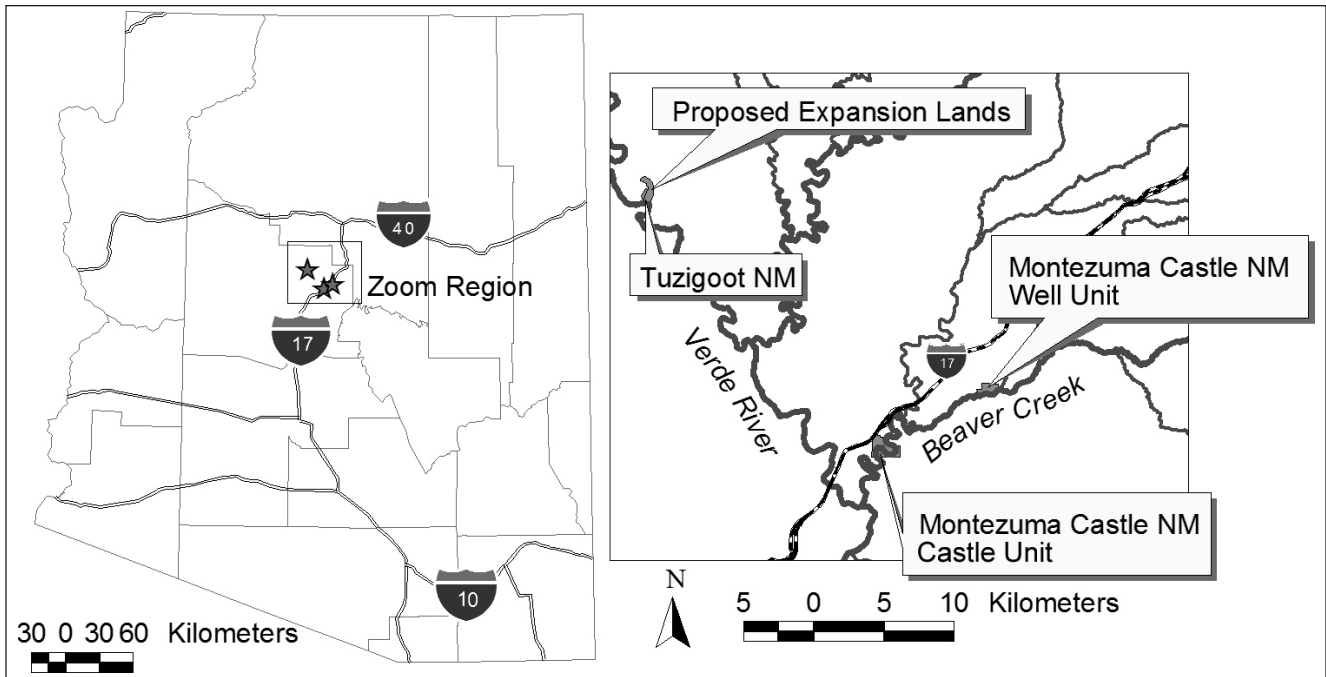 40
Zoom Region
17
10
30 0 30 60 Kilometers
Proposed Expansion Lands
Tuzigoot NM
Montezuma Castle NM
Well Unit
17
Verde River
Beaver Creek
Montezuma Castle NM
Castle Unit
N
5 0 5 10 Kilometers